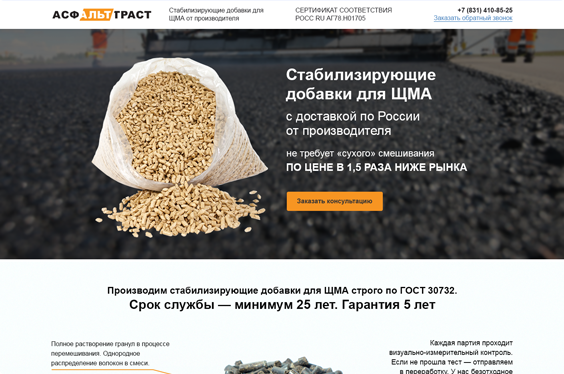 АСФАЛЬТТРАСТ
Стабилизирующие добавки для
ЩМА от производителя
СЕРТИФИКАТ СООТВЕТСТВИЯ
РОСС RU АГ78.Н01705
+7 (831) 410-85-25
Заказать обратный звонок
Стабилизирующие
добавки для ЩМА
с доставкой по России
от производителя
не требует «сухого» смешивания
ПО ЦЕНЕ В 1,5 РАЗА НИЖЕ РЫНКА
Заказать консультацию
Производим стабилизирующие добавки для ЩМА строго по ГОСТ 30732.
Срок службы — минимум 25 лет. Гарантия 5 лет
Полное растворение гранул в процессе
перемешивания. Однородное
распределение волокон в смеси.
Каждая партия проходит
визуально-измерительный контроль.
Если не прошла тест — отправляем
в переработку. У нас безотходное